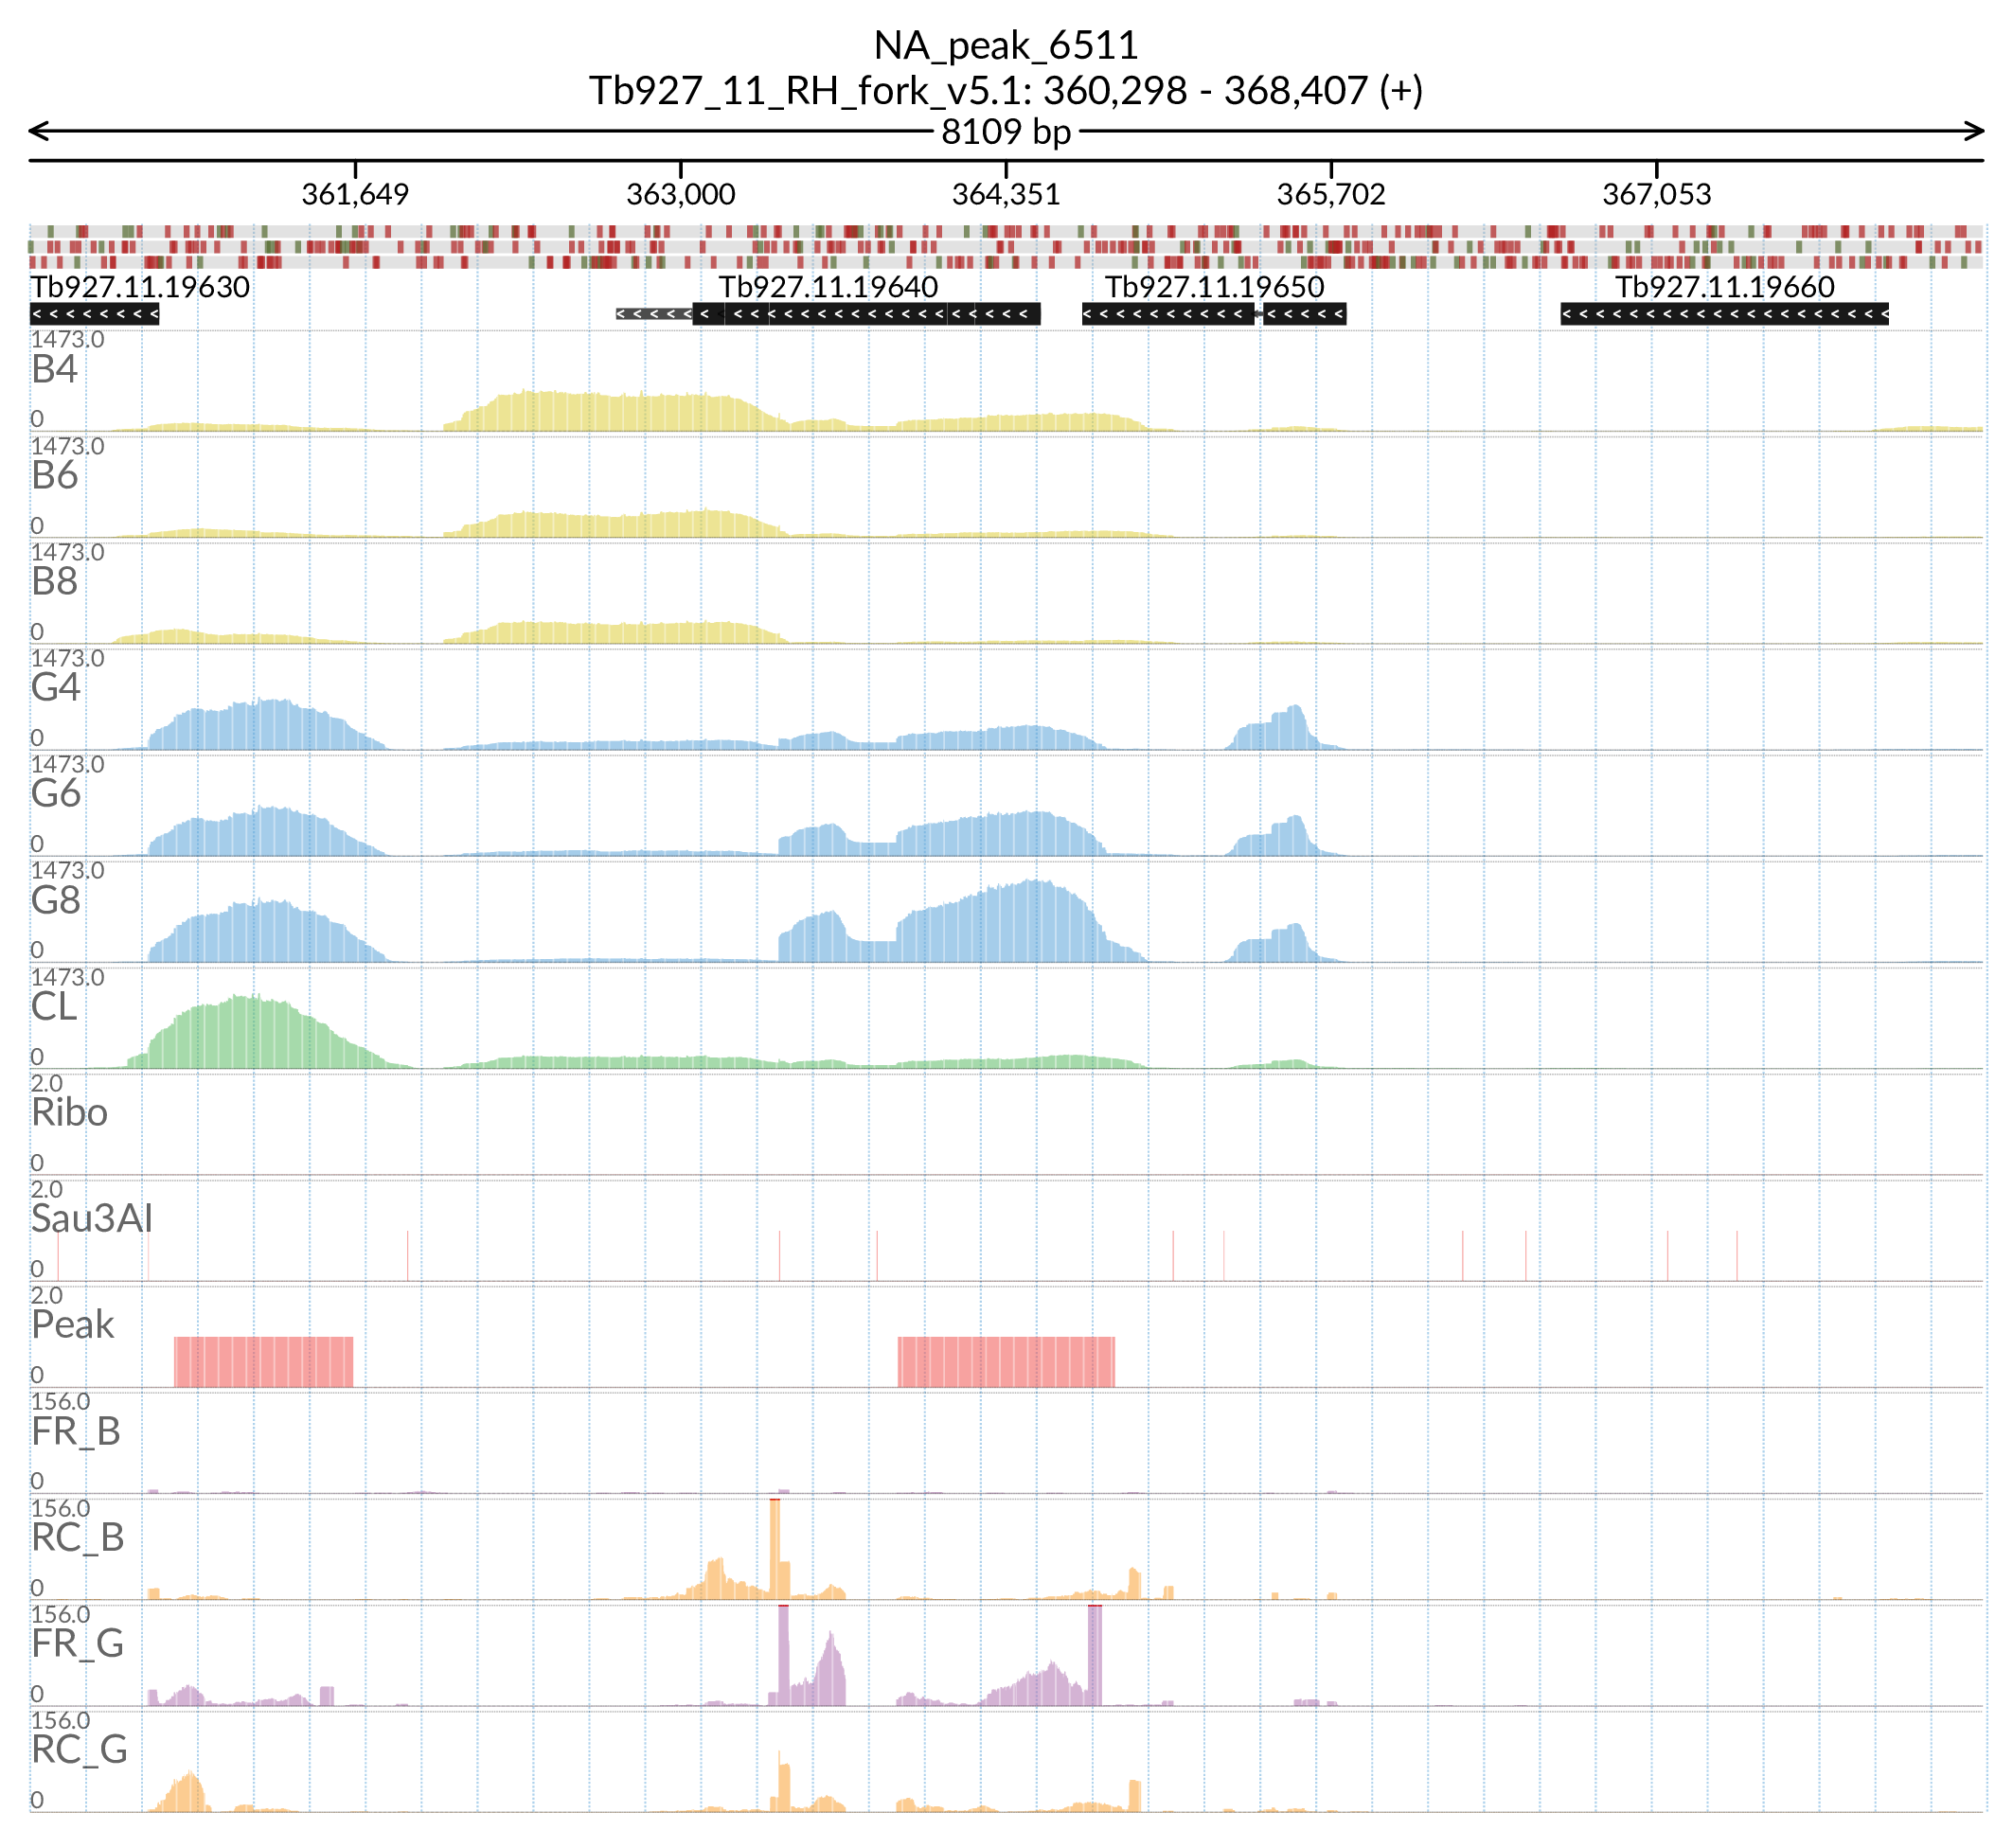 NA_peak_6511
Tb927_11_RH_fork_v5.1: 360,298 - 368,407 (+)
8109 bp
361,649 363,000 364,351 365,702 367,053
Tb927.11.19630 Tb927.11.19640 Tb927.11.19650 Tb927.11.19660
1473.0
B4
0
1473.0
B6
0
1473.0
B8
0
1473.0
G4
0
1473.0
G6
0
1473.0
G8
0
1473.0
CL
0
2.0
Ribo
0
2.0
Sau3AI
0
2.0
Peak
0
156.0
FR_B
0
156.0
RC_B
0
156.0
FR_G
0
156.0
RC_G
0